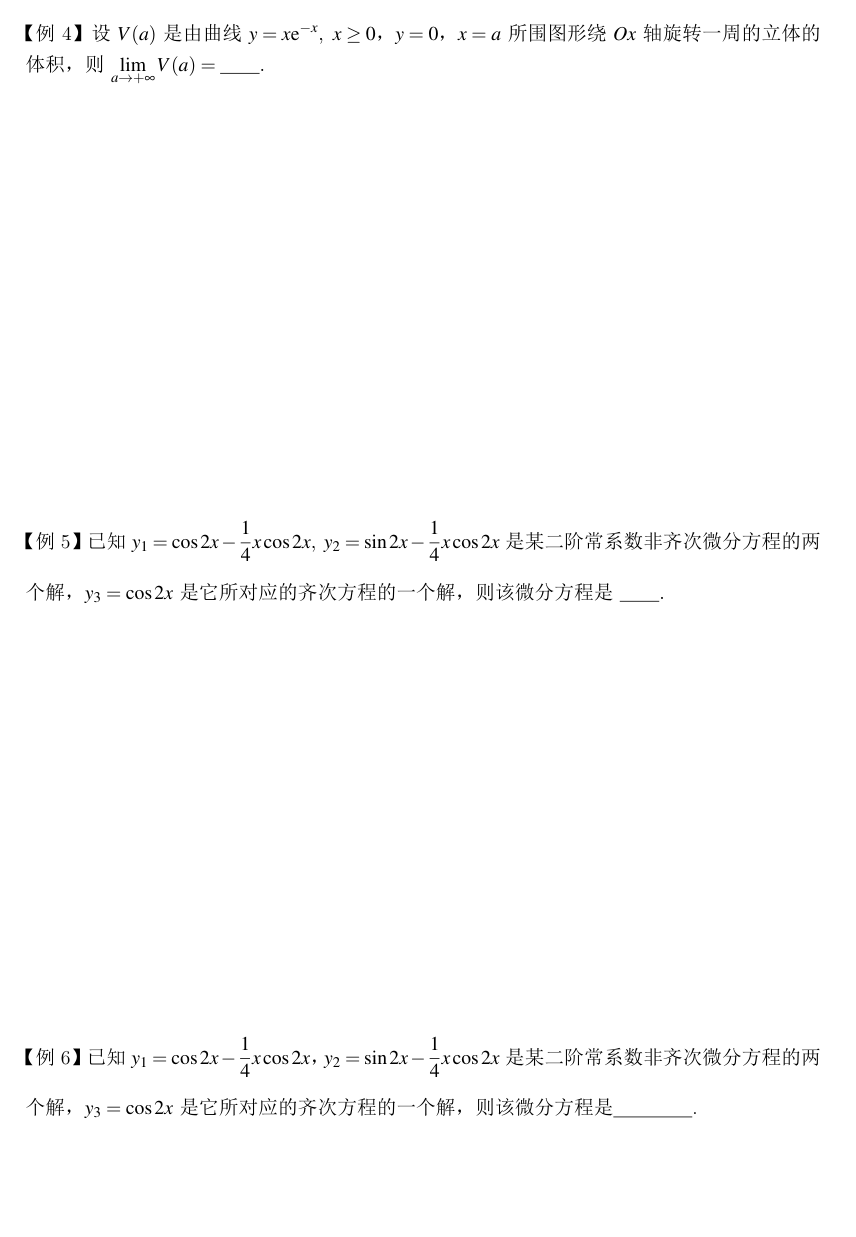 【例 4】设 V(a) 是由曲线 y = xe^{-x}, x ≥ 0，y = 0，x = a 所围图形绕 Ox 轴旋转一周的立体的
体积，则 lim_{a→+∞} V(a) = ____.
【例 5】已知 y₁ = cos2x − \frac{1}{4}xcos2x, y₂ = sin2x − \frac{1}{4}xcos2x 是某二阶常系数非齐次微分方程的两
个解，y₃ = cos2x 是它所对应的齐次方程的一个解，则该微分方程是 ____.
【例 6】已知 y₁ = cos2x − \frac{1}{4}xcos2x，y₂ = sin2x − \frac{1}{4}xcos2x 是某二阶常系数非齐次微分方程的两
个解，y₃ = cos2x 是它所对应的齐次方程的一个解，则该微分方程是________.